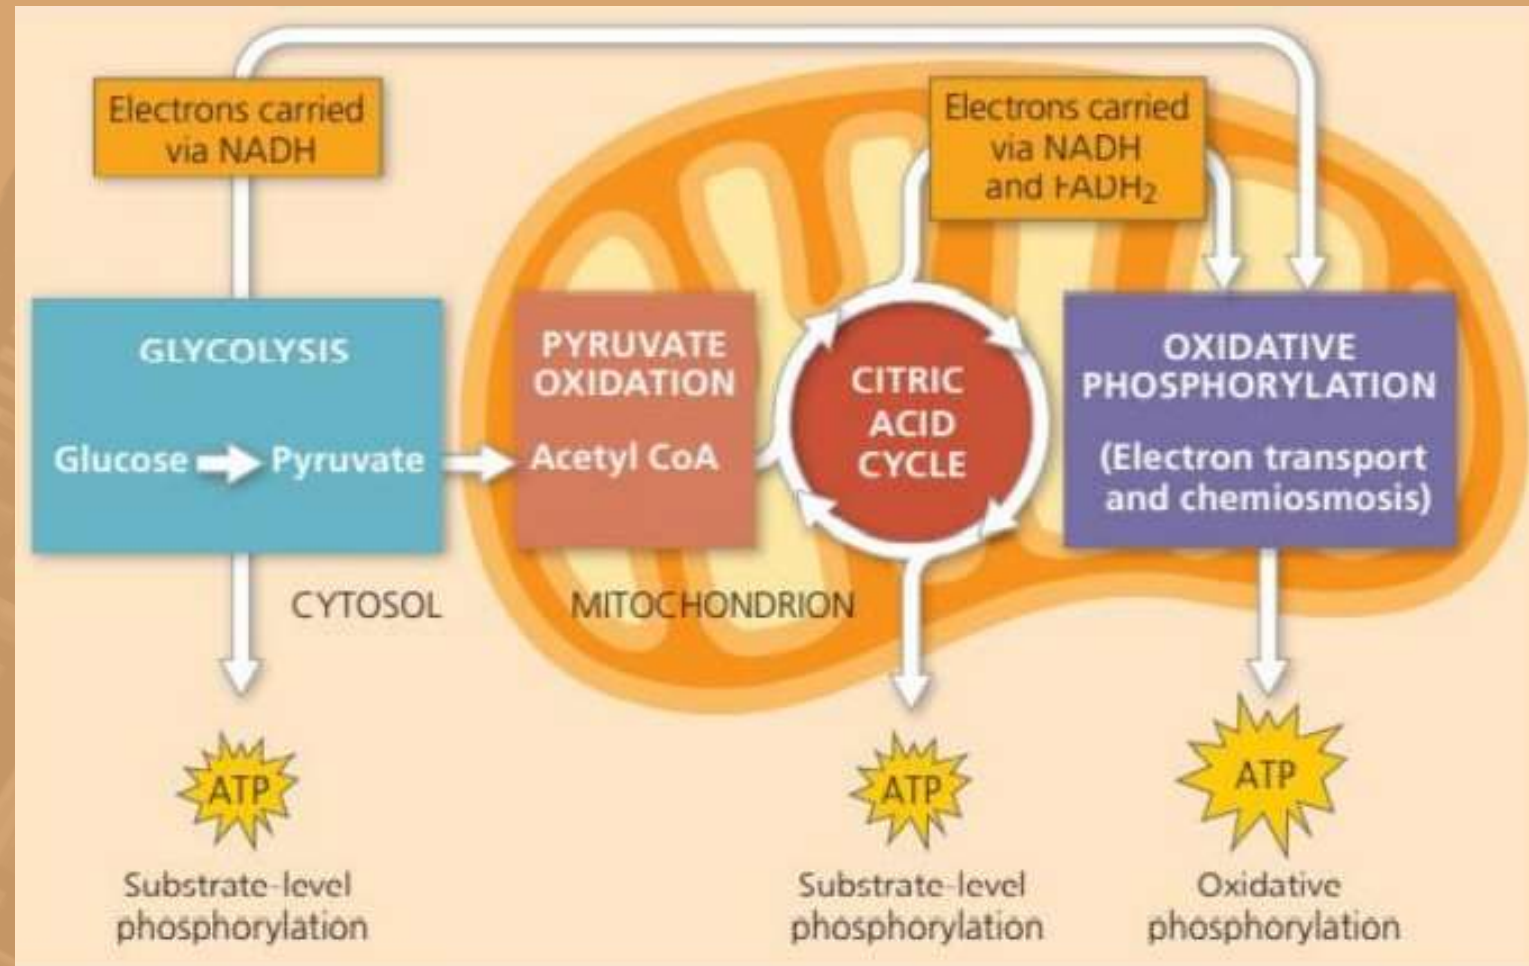 Electrons carried
via NADH
Electrons carried
via NADH
and FADH₂
GLYCOLYSIS
Glucose
Pyruvate
PYRUVATE
OXIDATION
Acetyl CoA
CITRIC
ACID
CYCLE
OXIDATIVE
PHOSPHORYLATION
(Electron transport
and chemiosmosis)
CYTOSOL
MITOCHONDRION
ATP
ATP
ATP
Substrate-level
phosphorylation
Substrate-level
phosphorylation
Oxidative
phosphorylation